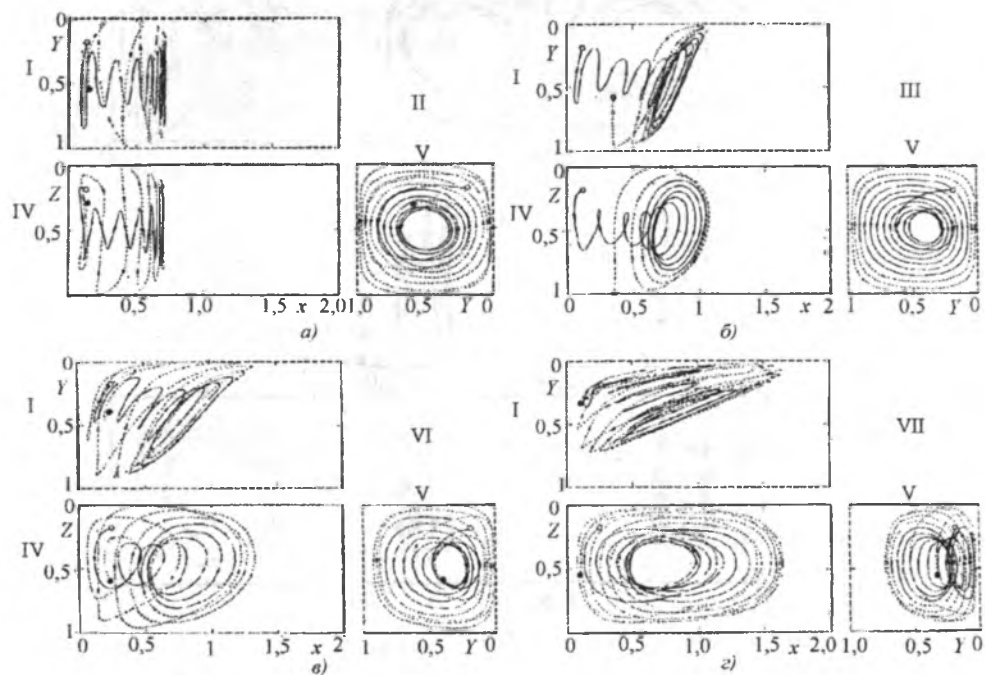 0 0
Y Y
I I
0,5 II 0,5 III
1 V 1 V
0 0
IV Z IV Z
0,5 0,5
0,5 1,0 1,5 x 2,01 0,5 Y 0 0 0,5 1,0 1,5 x 2 1 0,5 Y 0
а) б)
0 0
Y Y
I I
0,5 VI 0,5 VII
1 V 1 V
0 0
IV Z Z
0,5 0,5
1
0 0,5 1 1,5 x 2 1 0,5 Y 0 0 0,5 1,0 1,5 x 2,0 1,0 0,5 Y 0
в) г)